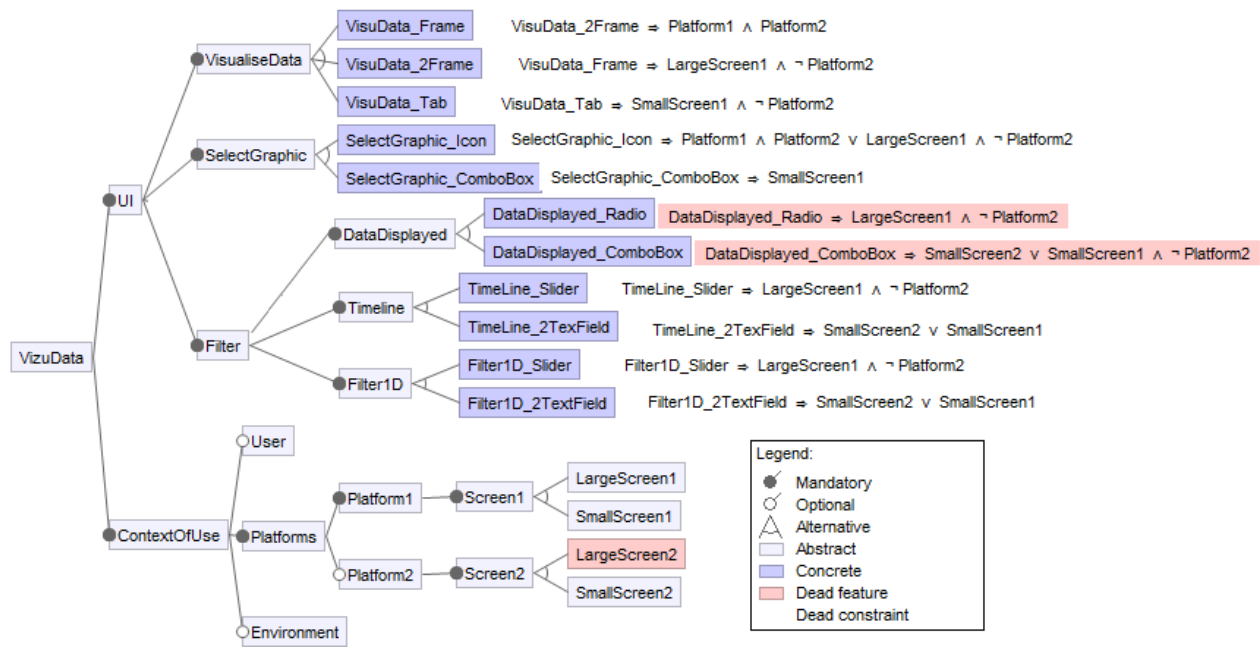 VisuData_Frame VisuData_2Frame ⇒ Platform1 ∧ Platform2
VisualiseData VisuData_2Frame VisuData_Frame ⇒ LargeScreen1 ∧ ¬ Platform2
VisuData_Tab VisuData_Tab ⇒ SmallScreen1 ∧ ¬ Platform2
SelectGraphic_Icon SelectGraphic_Icon ⇒ Platform1 ∧ Platform2 ∨ LargeScreen1 ∧ ¬ Platform2
SelectGraphic
SelectGraphic_ComboBox SelectGraphic_ComboBox ⇒ SmallScreen1
UI
DataDisplayed_Radio DataDisplayed_Radio ⇒ LargeScreen1 ∧ ¬ Platform2
DataDisplayed
DataDisplayed_ComboBox DataDisplayed_ComboBox ⇒ SmallScreen2 ∨ SmallScreen1 ∧ ¬ Platform2
TimeLine_Slider TimeLine_Slider ⇒ LargeScreen1 ∧ ¬ Platform2
Timeline
TimeLine_2TexField TimeLine_2TexField ⇒ SmallScreen2 ∨ SmallScreen1
Filter
VizuData
Filter1D_Slider Filter1D_Slider ⇒ LargeScreen1 ∧ ¬ Platform2
Filter1D
Filter1D_2TextField Filter1D_2TextField ⇒ SmallScreen2 ∨ SmallScreen1
User
LargeScreen1
Platform1 Screen1
SmallScreen1
ContextOfUse Platforms
LargeScreen2
Platform2 Screen2
SmallScreen2
Environment
Legend:
Mandatory
Optional
Alternative
Abstract
Concrete
Dead feature
Dead constraint